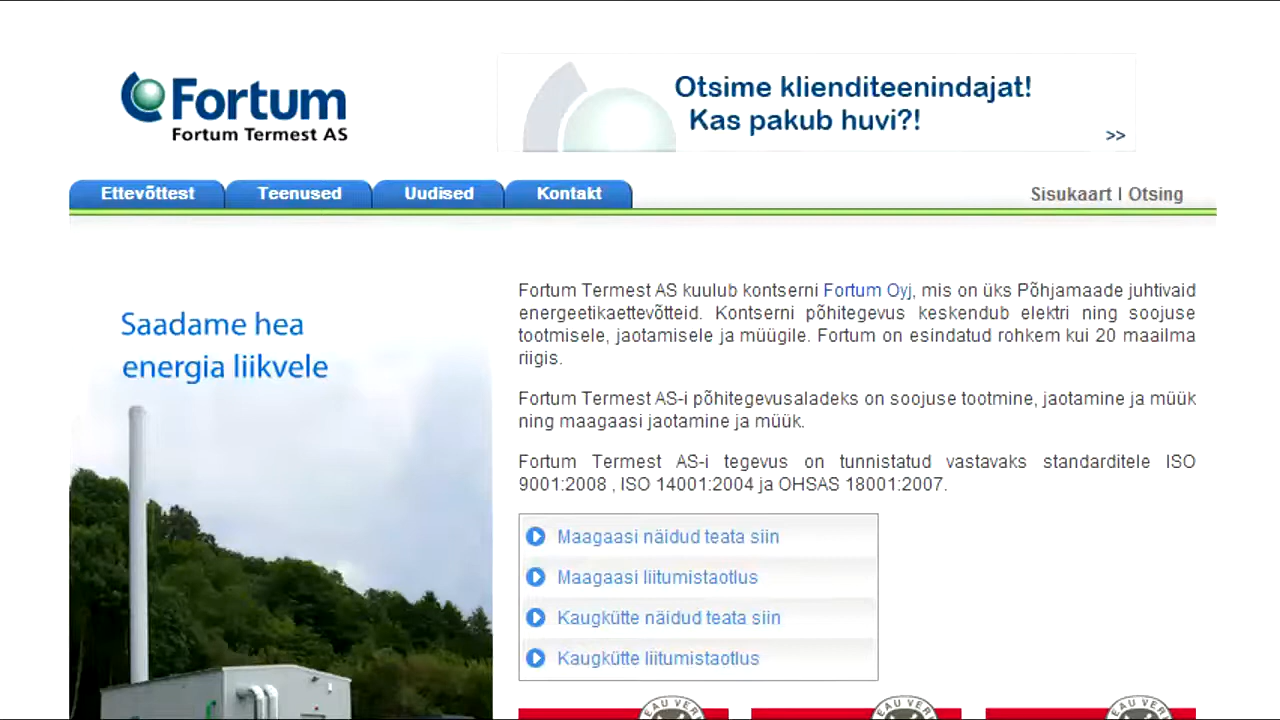 Fortum
Fortum Termest AS
Otsime klienditeenindajat!
Kas pakub huvi?!
>>
Ettevõttest
Teenused
Uudised
Kontakt
Sisukaart | Otsing
Saadame hea
energia liikvele
Fortum Termest AS kuulub kontserni Fortum Oyj, mis on üks Põhjamaade juhtivaid
energeetikaettevõtteid. Kontserni põhitegevus keskendub elektri ning soojuse
tootmisele, jaotamisele ja müügile. Fortum on esindatud rohkem kui 20 maailma
riigis.
Fortum Termest AS-i põhitegevusaladeks on soojuse tootmine, jaotamine ja müük
ning maagaasi jaotamine ja müük.
Fortum Termest AS-i tegevus on tunnistatud vastavaks standarditele ISO
9001:2008 , ISO 14001:2004 ja OHSAS 18001:2007.
Maagaasi näidud teata siin
Maagaasi liitumistaotlus
Kaugkütte näidud teata siin
Kaugkütte liitumistaotlus